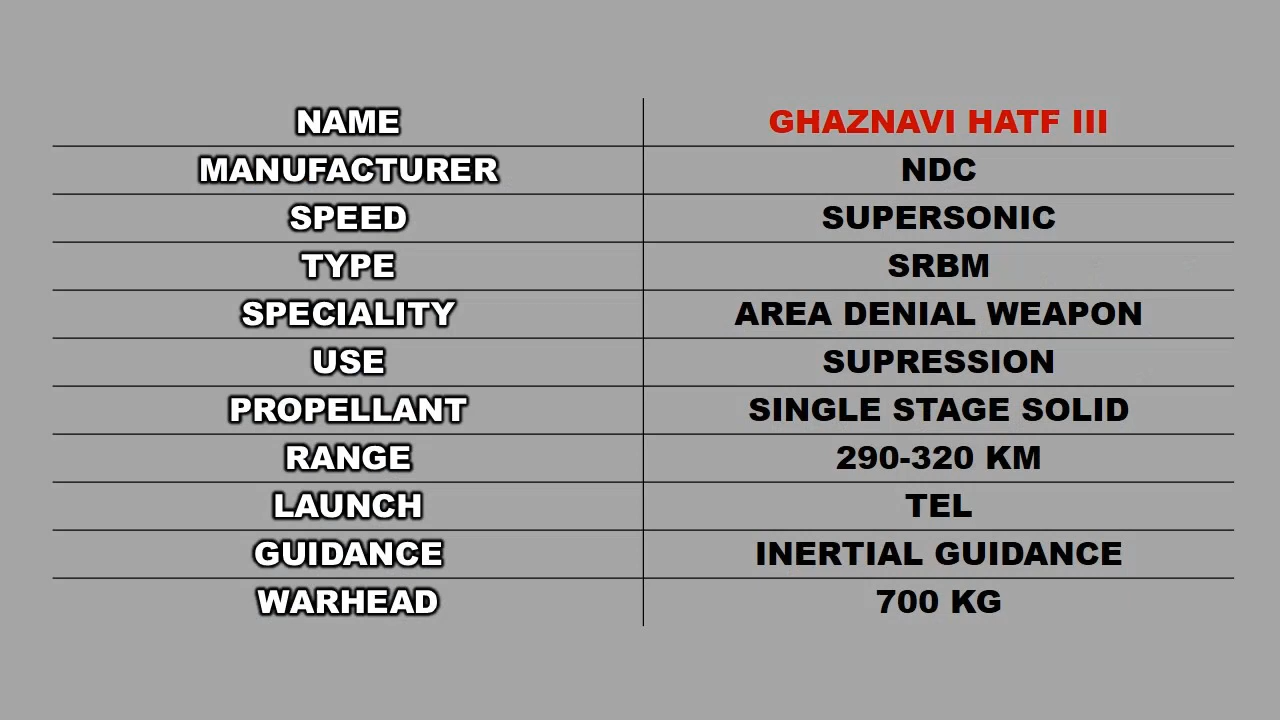 NAME GHAZNAVI HATF III
MANUFACTURER NDC
SPEED SUPERSONIC
TYPE SRBM
SPECIALITY AREA DENIAL WEAPON
USE SUPRESSION
PROPELLANT SINGLE STAGE SOLID
RANGE 290-320 KM
LAUNCH TEL
GUIDANCE INERTIAL GUIDANCE
WARHEAD 700 KG